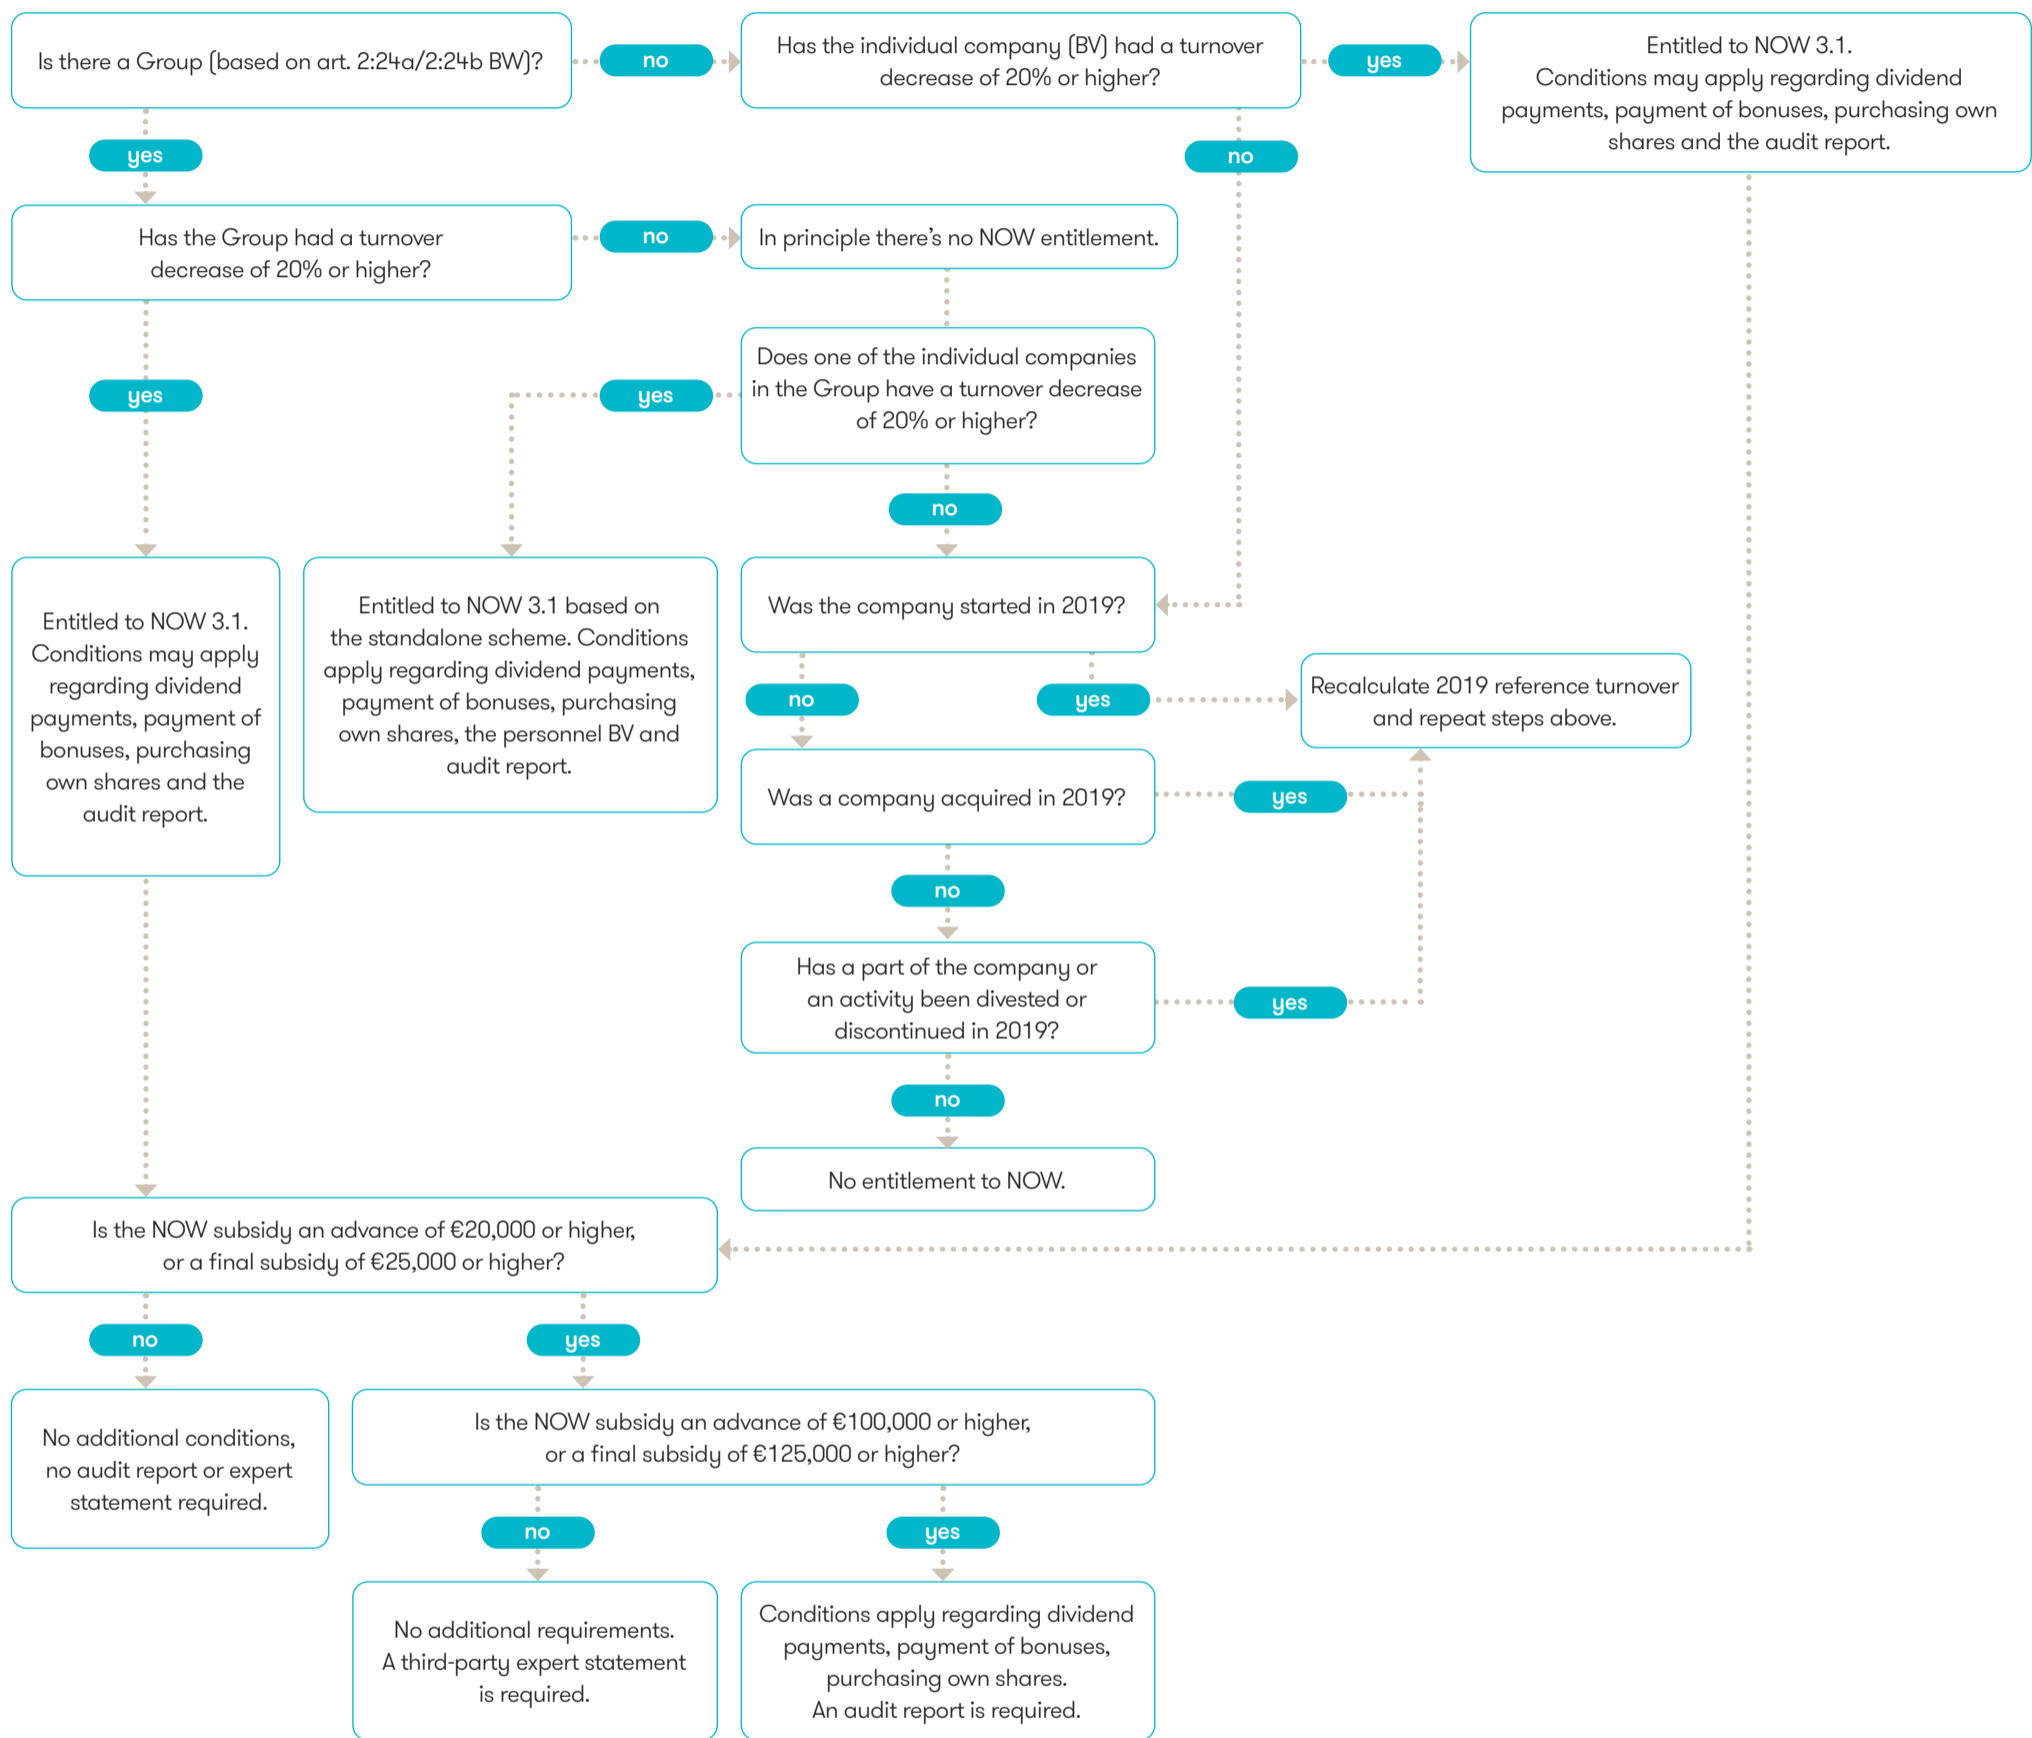 Is there a Group (based on art. 2:24a/2:24b BW)?
no
Has the individual company (BV) had a turnover
decrease of 20% or higher?
yes
Entitled to NOW 3.1.
Conditions may apply regarding dividend
payments, payment of bonuses, purchasing own
shares and the audit report.
yes
no
Has the Group had a turnover
decrease of 20% or higher?
no
In principle there’s no NOW entitlement.
yes
yes
Does one of the individual companies
in the Group have a turnover decrease
of 20% or higher?
no
Entitled to NOW 3.1.
Conditions may apply
regarding dividend
payments, payment of
bonuses, purchasing
own shares and the
audit report.
Entitled to NOW 3.1 based on
the standalone scheme. Conditions
apply regarding dividend payments,
payment of bonuses, purchasing
own shares, the personnel BV and
audit report.
Was the company started in 2019?
no
yes
Recalculate 2019 reference turnover
and repeat steps above.
Was a company acquired in 2019?
yes
no
Has a part of the company or
an activity been divested or
discontinued in 2019?
yes
no
No entitlement to NOW.
Is the NOW subsidy an advance of €20,000 or higher,
or a final subsidy of €25,000 or higher?
no
yes
No additional conditions,
no audit report or expert
statement required.
Is the NOW subsidy an advance of €100,000 or higher,
or a final subsidy of €125,000 or higher?
no
yes
No additional requirements.
A third-party expert statement
is required.
Conditions apply regarding dividend
payments, payment of bonuses,
purchasing own shares.
An audit report is required.